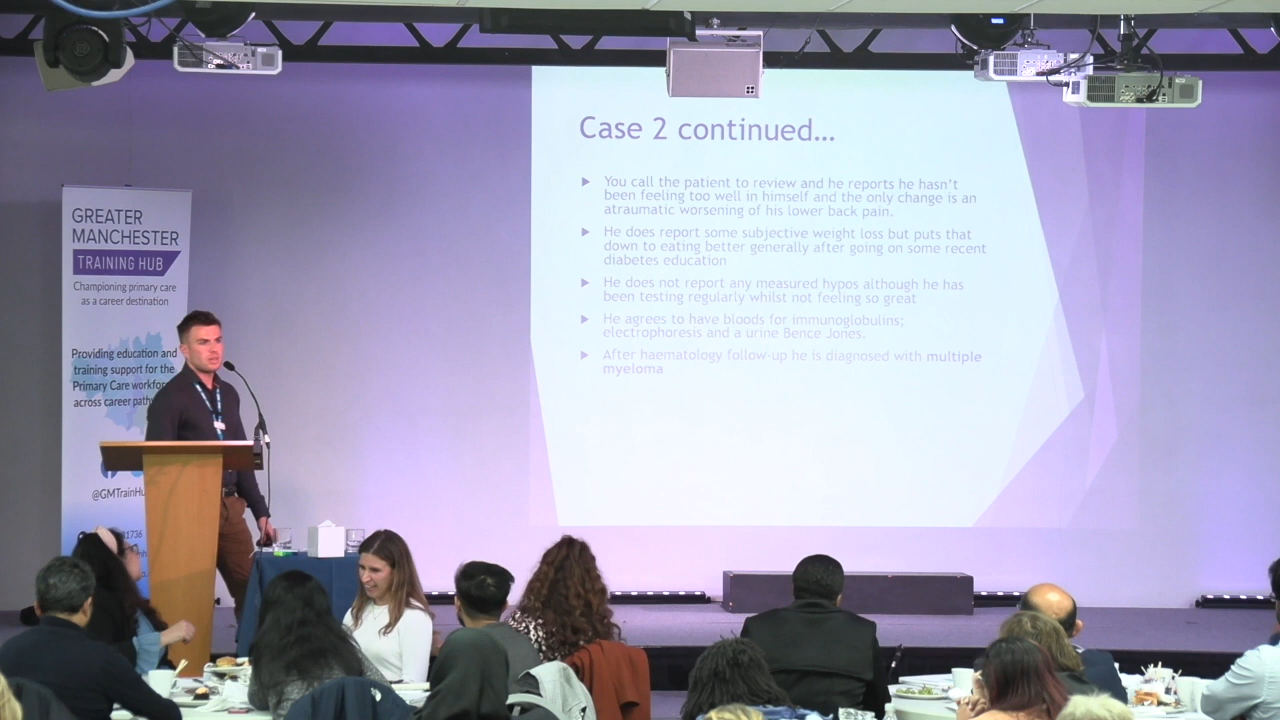 GREATER
MANCHESTER
TRAINING HUB
Championing primary care
as a career destination
Providing education and
training support for the
Primary Care
across career
Case 2 continued...
You call the patient to review and he reports he hasn't
been feeling too well in himself and the only change is an
atraumatic worsening of his lower back pain.
He does report some subjective weight loss but puts that
down to eating better generally after going on some recent
diabetes education
He does not report any measured hypos although he has
been testing regularly whilst not feeling so great
He agrees to have bloods for immunoglobulins;
electrophoresis and a urine Bence Jones.
After haematology follow-up he is diagnosed with multiple
myeloma